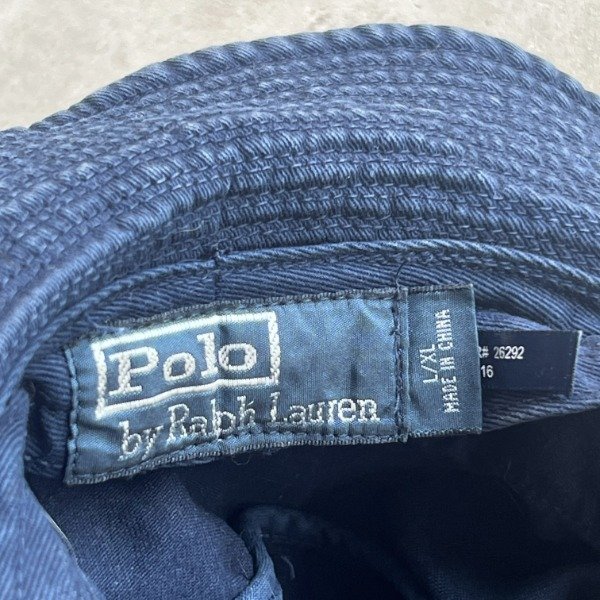 Polo
by Ralph Lauren
L/XL
MADE IN CHINA
R# 26292
16